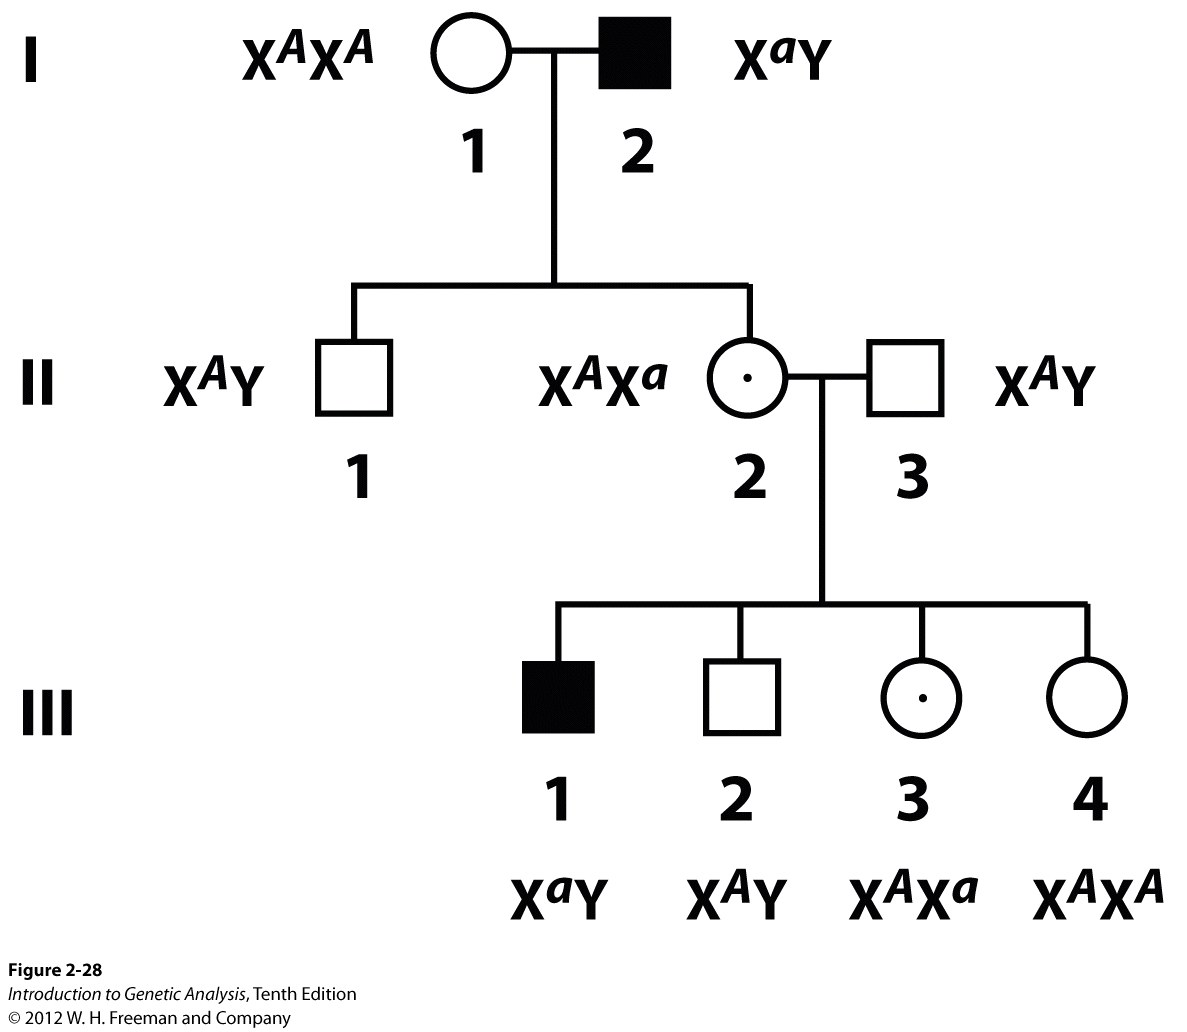 I XAXA XaY
1 2
II XAY XAXa XAY
1 2 3
III
1 2 3 4
XaY XAY XAXa XAXA
Figure 2-28
Introduction to Genetic Analysis, Tenth Edition
© 2012 W. H. Freeman and Company